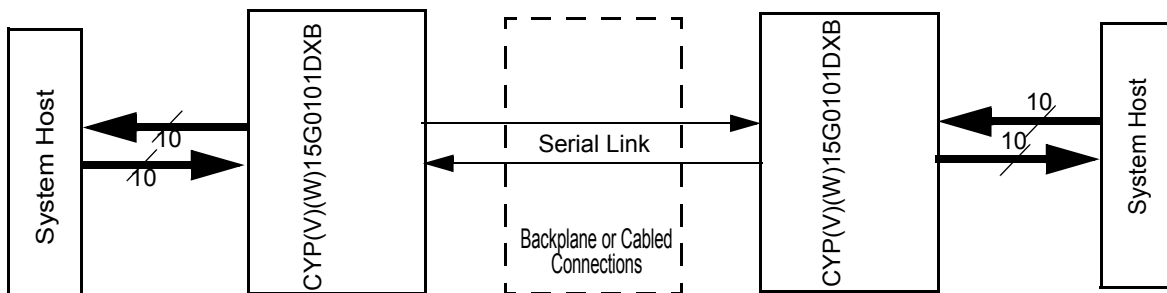 System Host
10
10
CYP(V)(W)15G0101DXB
Serial Link
Backplane or Cabled
Connections
CYP(V)(W)15G0101DXB
10
10
System Host